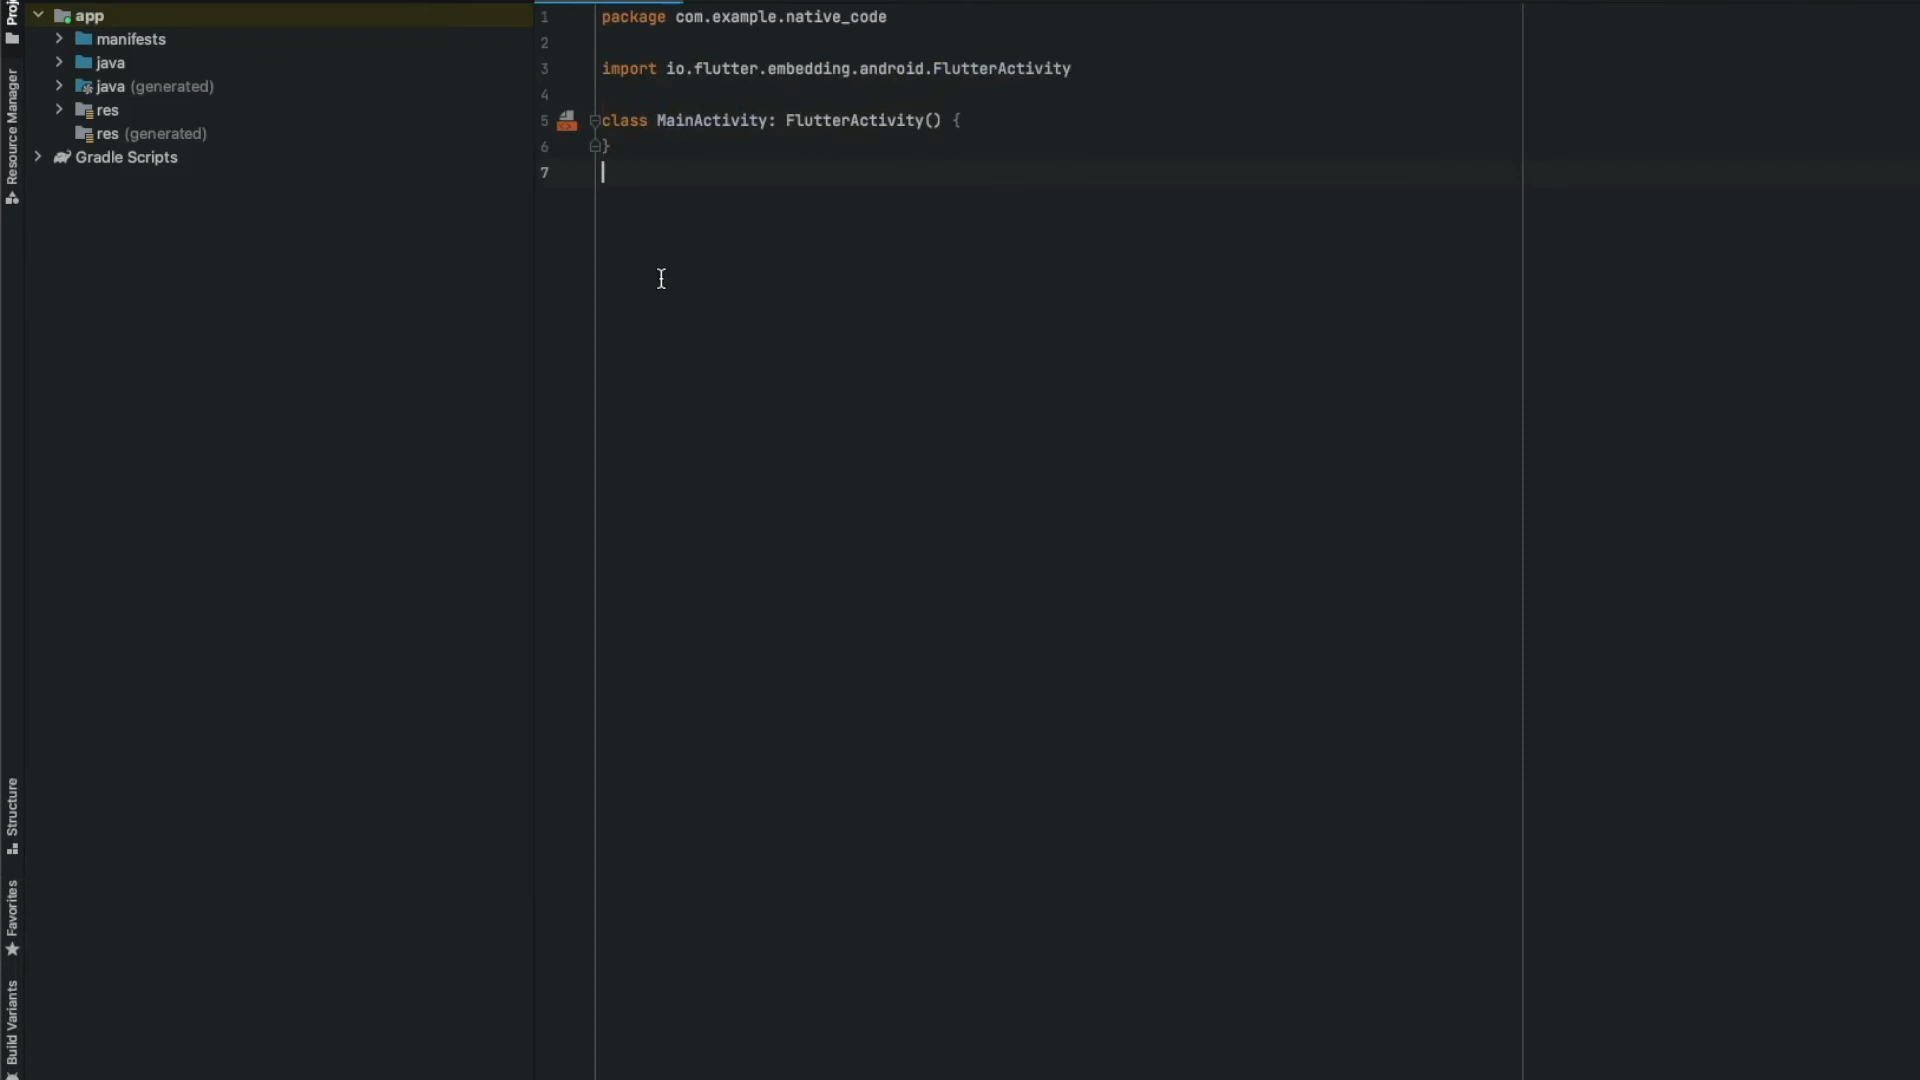 Proj
Resource Manager
Structure
Favorites
Build Variants
app
manifests
java
java (generated)
res
res (generated)
Gradle Scripts
1 package com.example.native_code
2
3 import io.flutter.embedding.android.FlutterActivity
4
5 class MainActivity: FlutterActivity() {
6 }
7